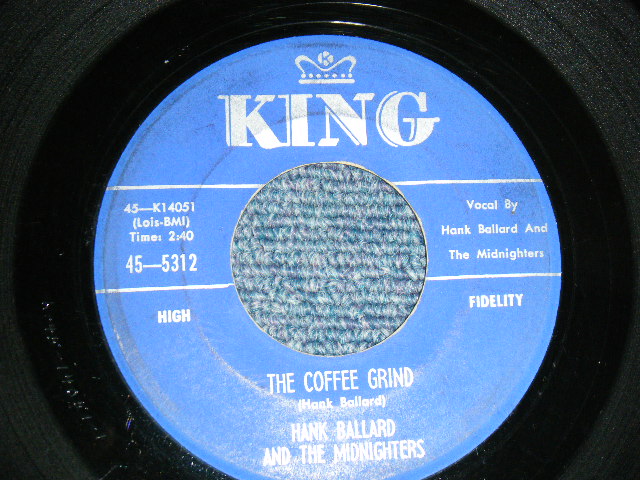 K
KING
45—K14051
(Lois-BMI)
Time: 2:40
45—5312
Vocal By
Hank Ballard And
The Midnighters
HIGH
FIDELITY
THE COFFEE GRIND
(Hank Ballard)
HANK BALLARD
AND THE MIDNIGHTERS